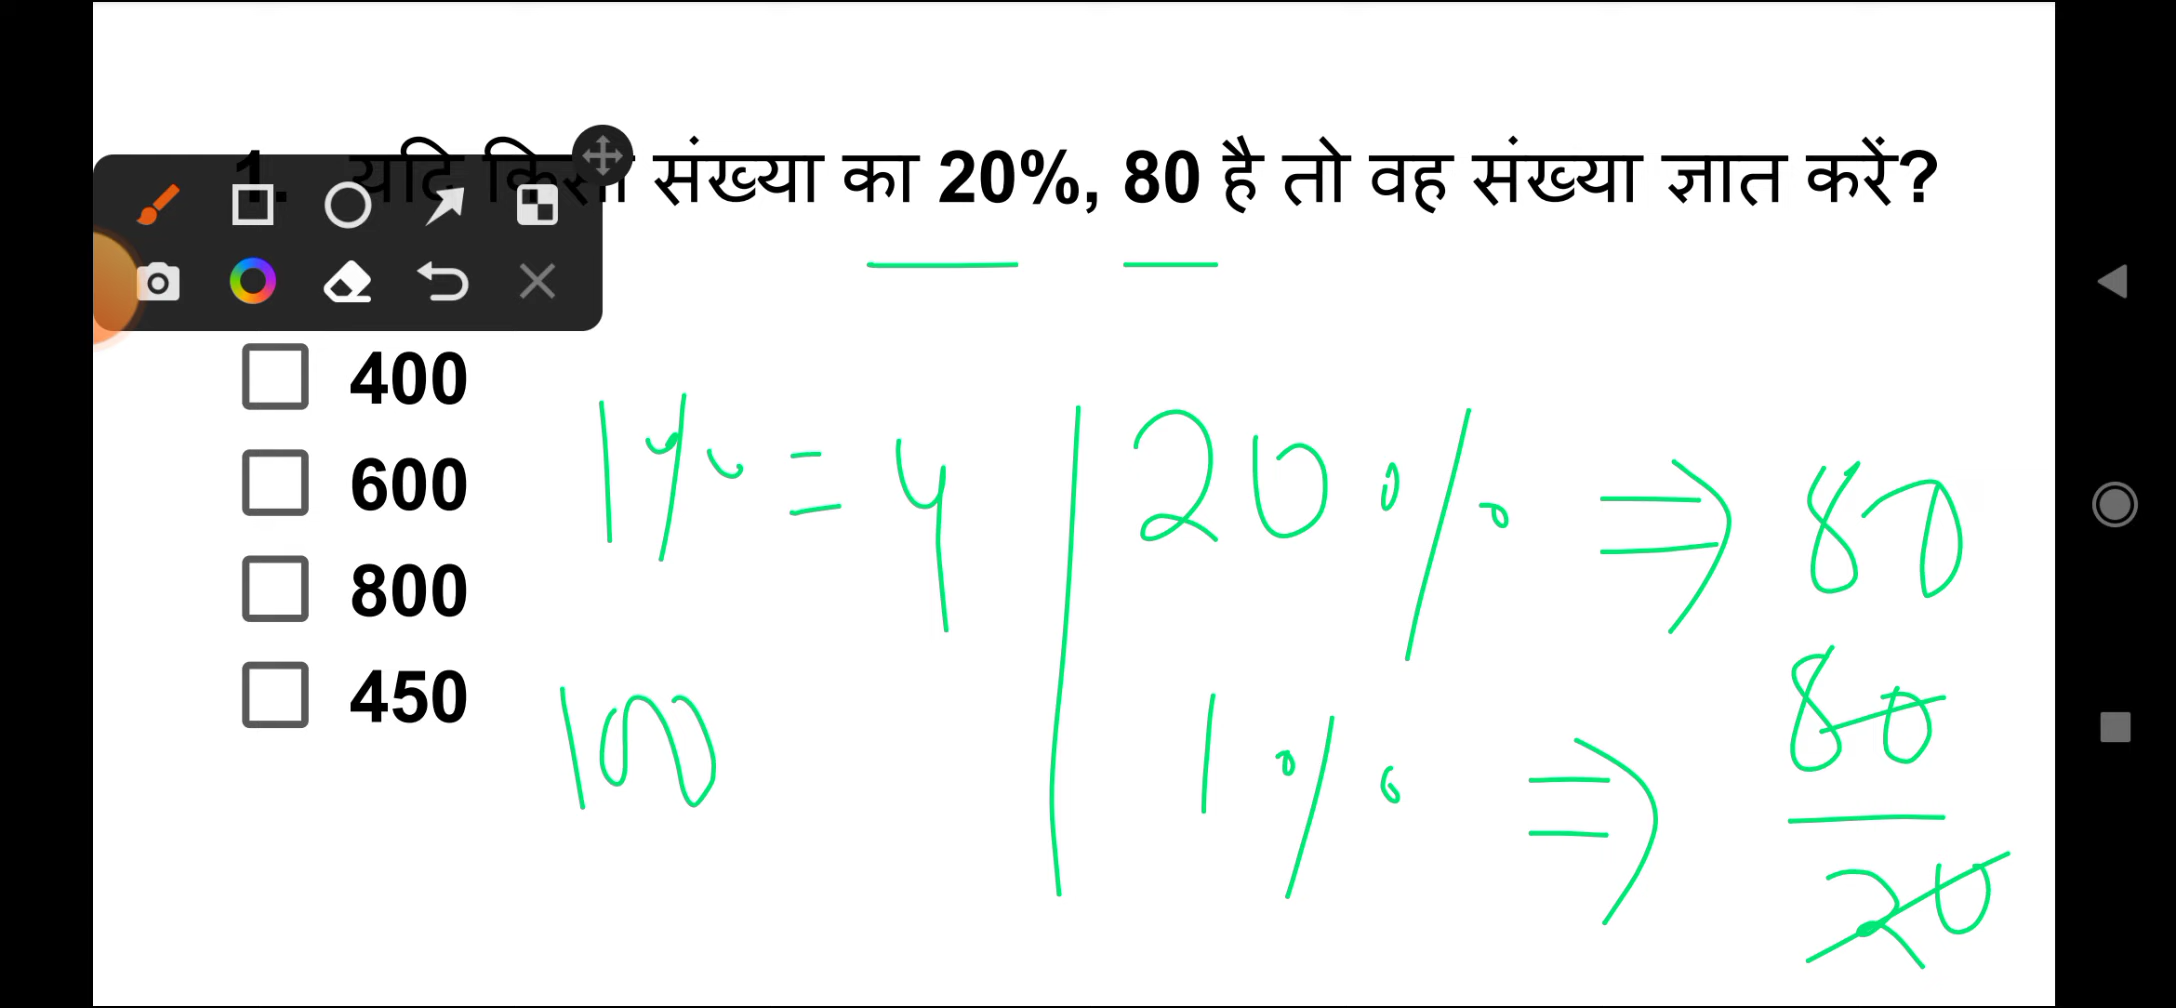 1. यदि किसी संख्या का 20%, 80 है तो वह संख्या ज्ञात करें?
400
600
800
450
1% = 4
100
20% ⇒ 80
1% ⇒ 80/20